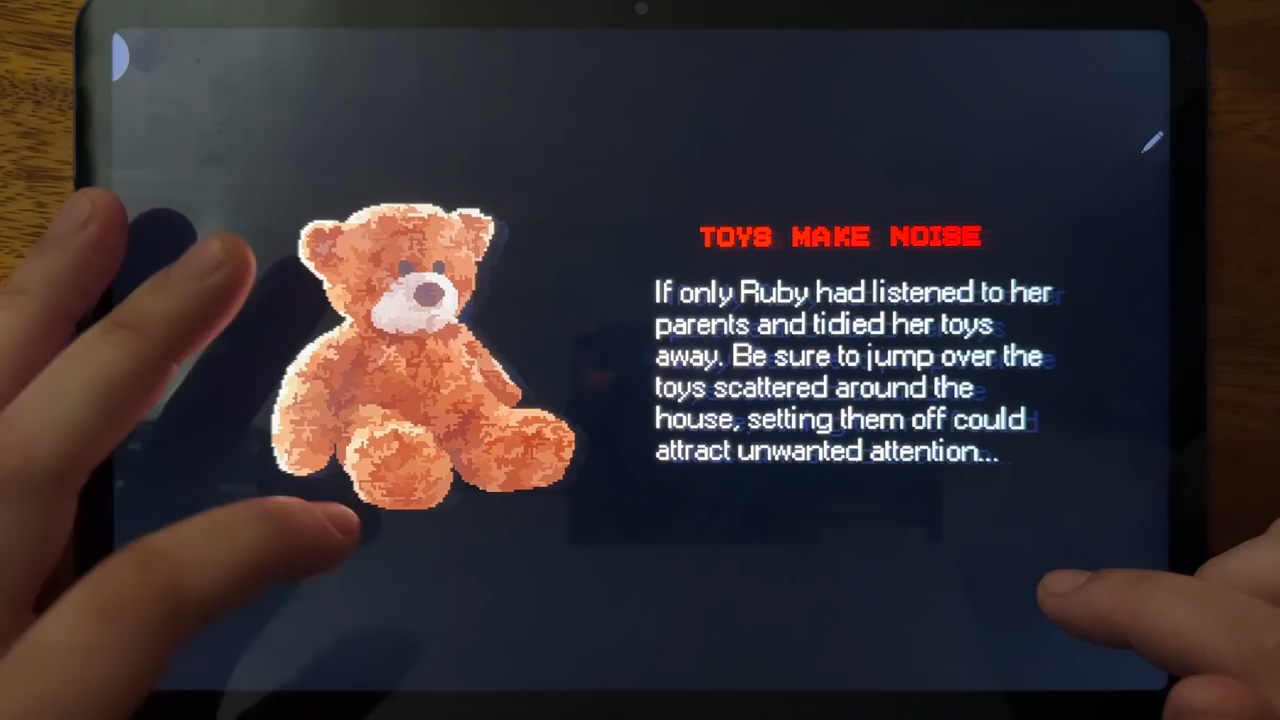 TOYS MAKE NOISE
If only Ruby had listened to her
parents and tidied her toys
away. Be sure to jump over the
toys scattered around the
house, setting them off could
attract unwanted attention...